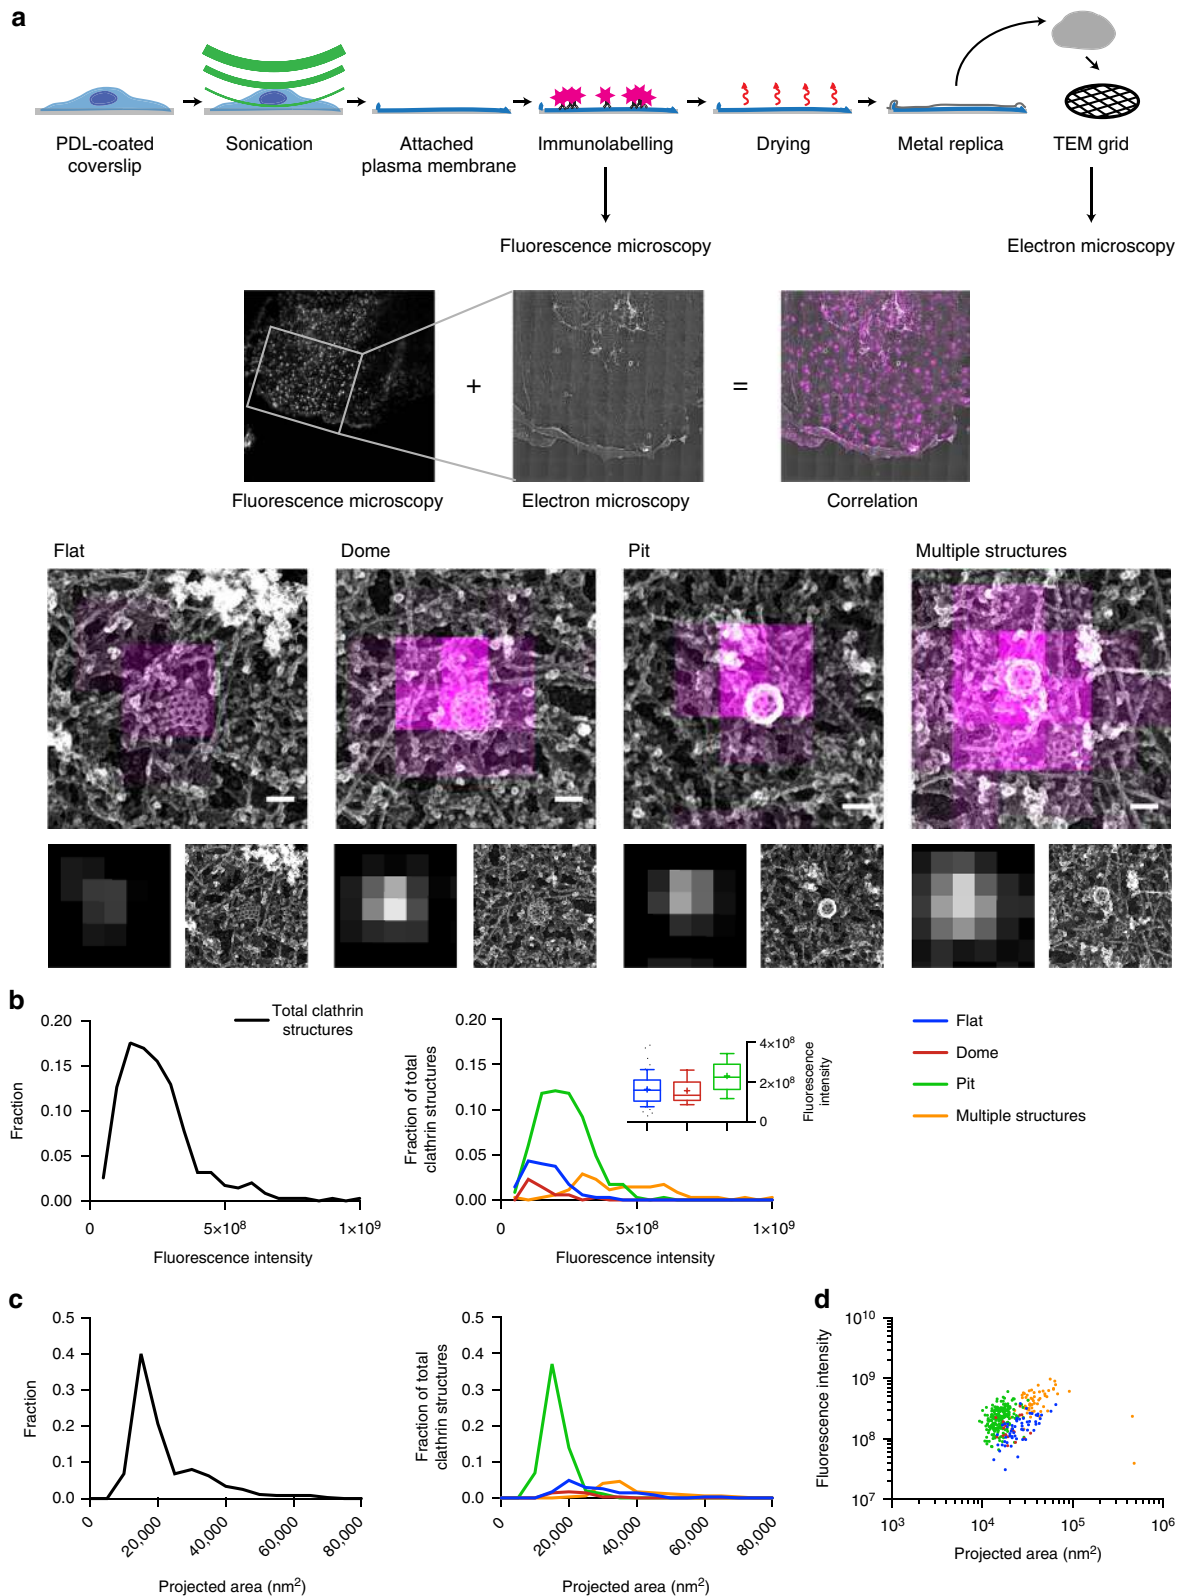 a
PDL-coated
coverslip
Sonication
Attached
plasma membrane
Immunolabelling
Drying
Metal replica
TEM grid
Fluorescence microscopy
Electron microscopy
+
=
Fluorescence microscopy
Electron microscopy
Correlation
Flat
Dome
Pit
Multiple structures
b
Fraction
0.20
0.15
0.10
0.05
0.00
0
5×10⁸
1×10⁹
Fluorescence intensity
Total clathrin
structures
Fraction of total
clathrin structures
0.20
0.15
0.10
0.05
0.00
0
5×10⁸
1×10⁹
Fluorescence intensity
4×10⁸
2×10⁸
0
Fluorescence
intensity
Flat
Dome
Pit
Multiple structures
c
Fraction
0.5
0.4
0.3
0.2
0.1
0.0
0
20,000
40,000
60,000
80,000
Projected area (nm²)
Fraction of total
clathrin structures
0.5
0.4
0.3
0.2
0.1
0.0
0
20,000
40,000
60,000
80,000
Projected area (nm²)
d
Fluorescence intensity
10¹⁰
10⁹
10⁸
10⁷
10³
10⁴
10⁵
10⁶
Projected area (nm²)